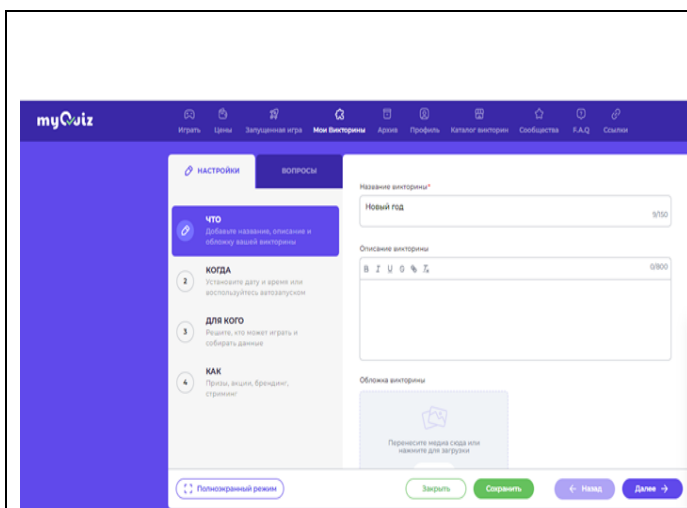 myQuiz
Играть
Цены
Запущенная игра
Мои Викторины
Архив
Профиль
Каталог викторин
Сообщества
F.A.Q
Ссылки
НАСТРОЙКИ
ВОПРОСЫ
ЧТО
Добавьте название, описание и
обложку вашей викторины
2
КОГДА
Установите дату и время или
воспользуйтесь автозапуском
3
ДЛЯ КОГО
Решите, кто может играть и
собирать данные
4
КАК
Призы, акции, брендинг,
стриминг
Название викторины*
Новый год
9/150
Описание викторины
B I U
0/800
Обложка викторины
Перенесите медиа сюда или
нажмите для загрузки
Полноэкранный режим
Закрыть
Сохранить
← Назад
Далее →